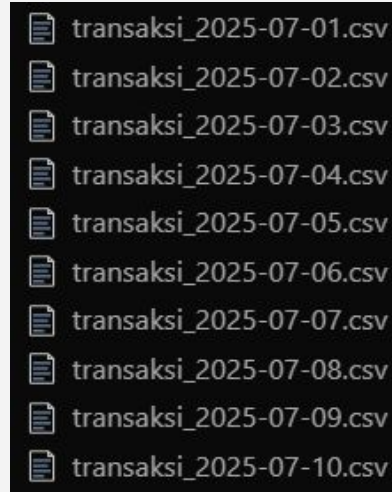 transaksi_2025-07-01.csv
transaksi_2025-07-02.csv
transaksi_2025-07-03.csv
transaksi_2025-07-04.csv
transaksi_2025-07-05.csv
transaksi_2025-07-06.csv
transaksi_2025-07-07.csv
transaksi_2025-07-08.csv
transaksi_2025-07-09.csv
transaksi_2025-07-10.csv